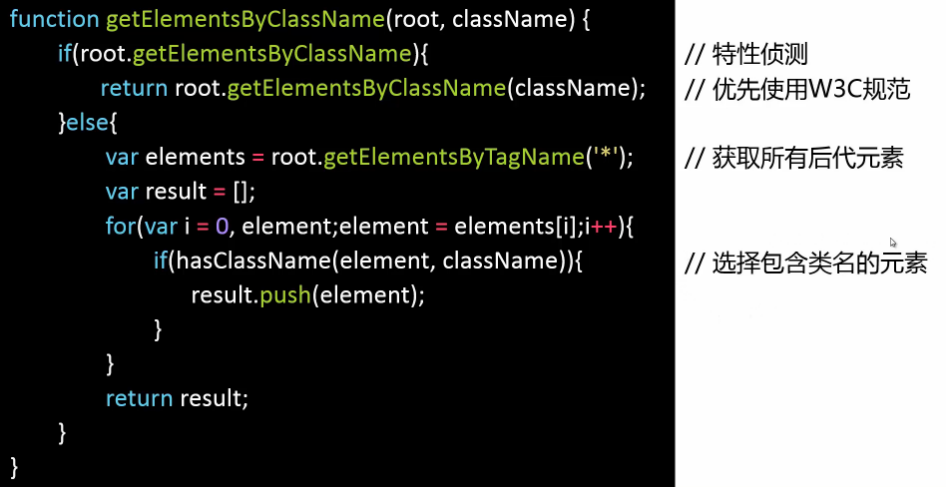 function getElementsByClassName(root, className) {
if(root.getElementsByClassName){ // 特性侦测
return root.getElementsByClassName(className); // 优先使用W3C规范
}else{
var elements = root.getElementsByTagName('*'); // 获取所有后代元素
var result = [];
for(var i = 0, element;element = elements[i];i++){
if(hasClassName(element, className)){ // 选择包含类名的元素
result.push(element);
}
}
return result;
}
}